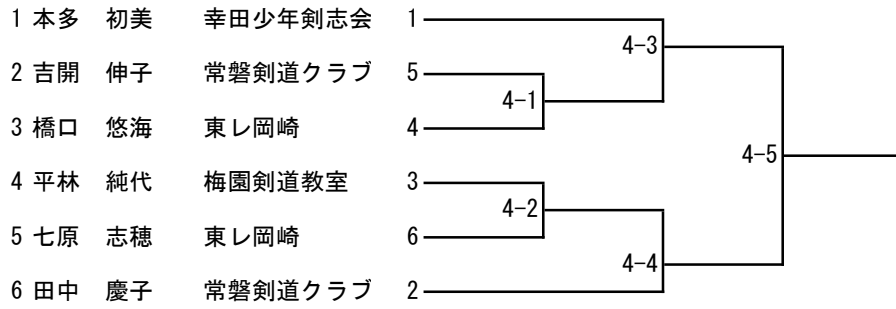 1 本多 初美 幸田少年剣志会 1
4-3
2 吉開 伸子 常磐剣道クラブ 5
4-1
3 橋口 悠海 東レ岡崎 4
4-5
4 平林 純代 梅園剣道教室 3
4-2
5 七原 志穂 東レ岡崎 6
4-4
6 田中 慶子 常磐剣道クラブ 2